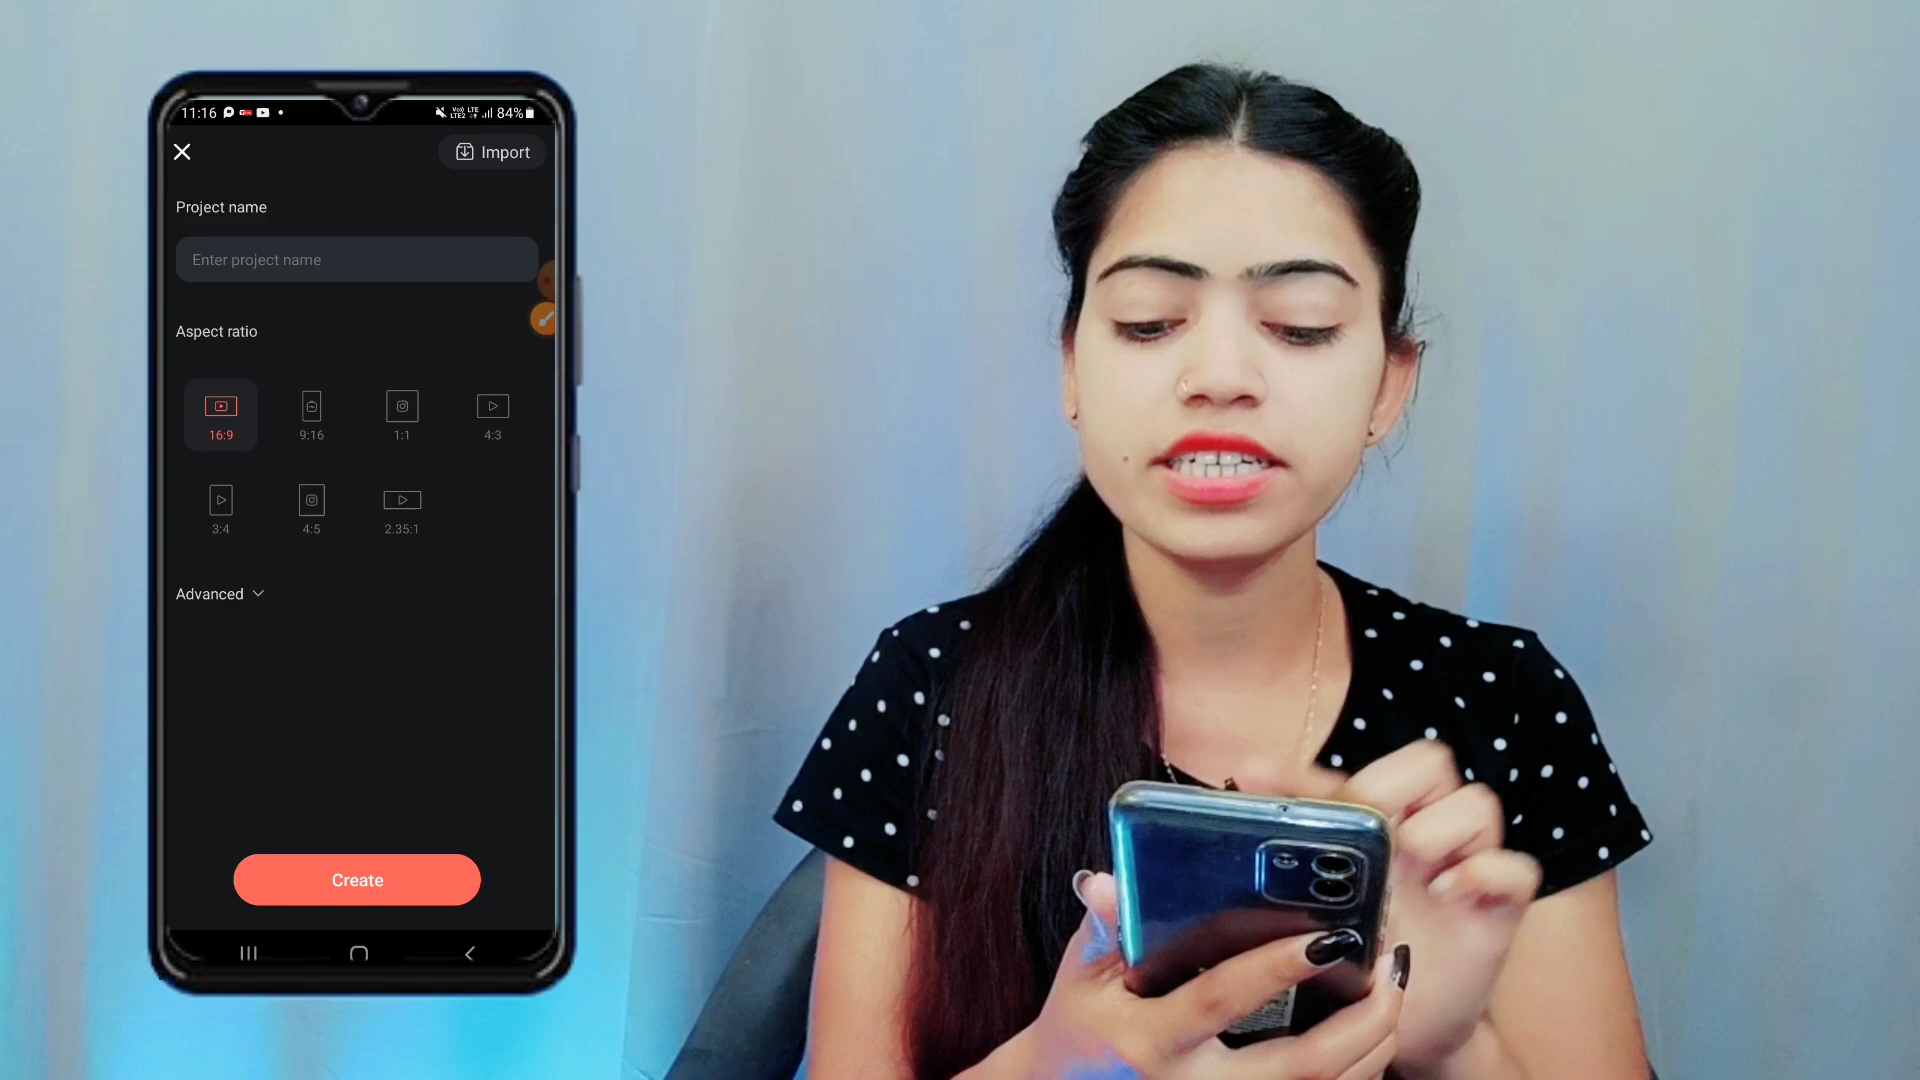 11:16 84%
Import
Project name
Enter project name
Aspect ratio
16:9 9:16 1:1 4:3
3:4 4:5 2.35:1
Advanced
Create